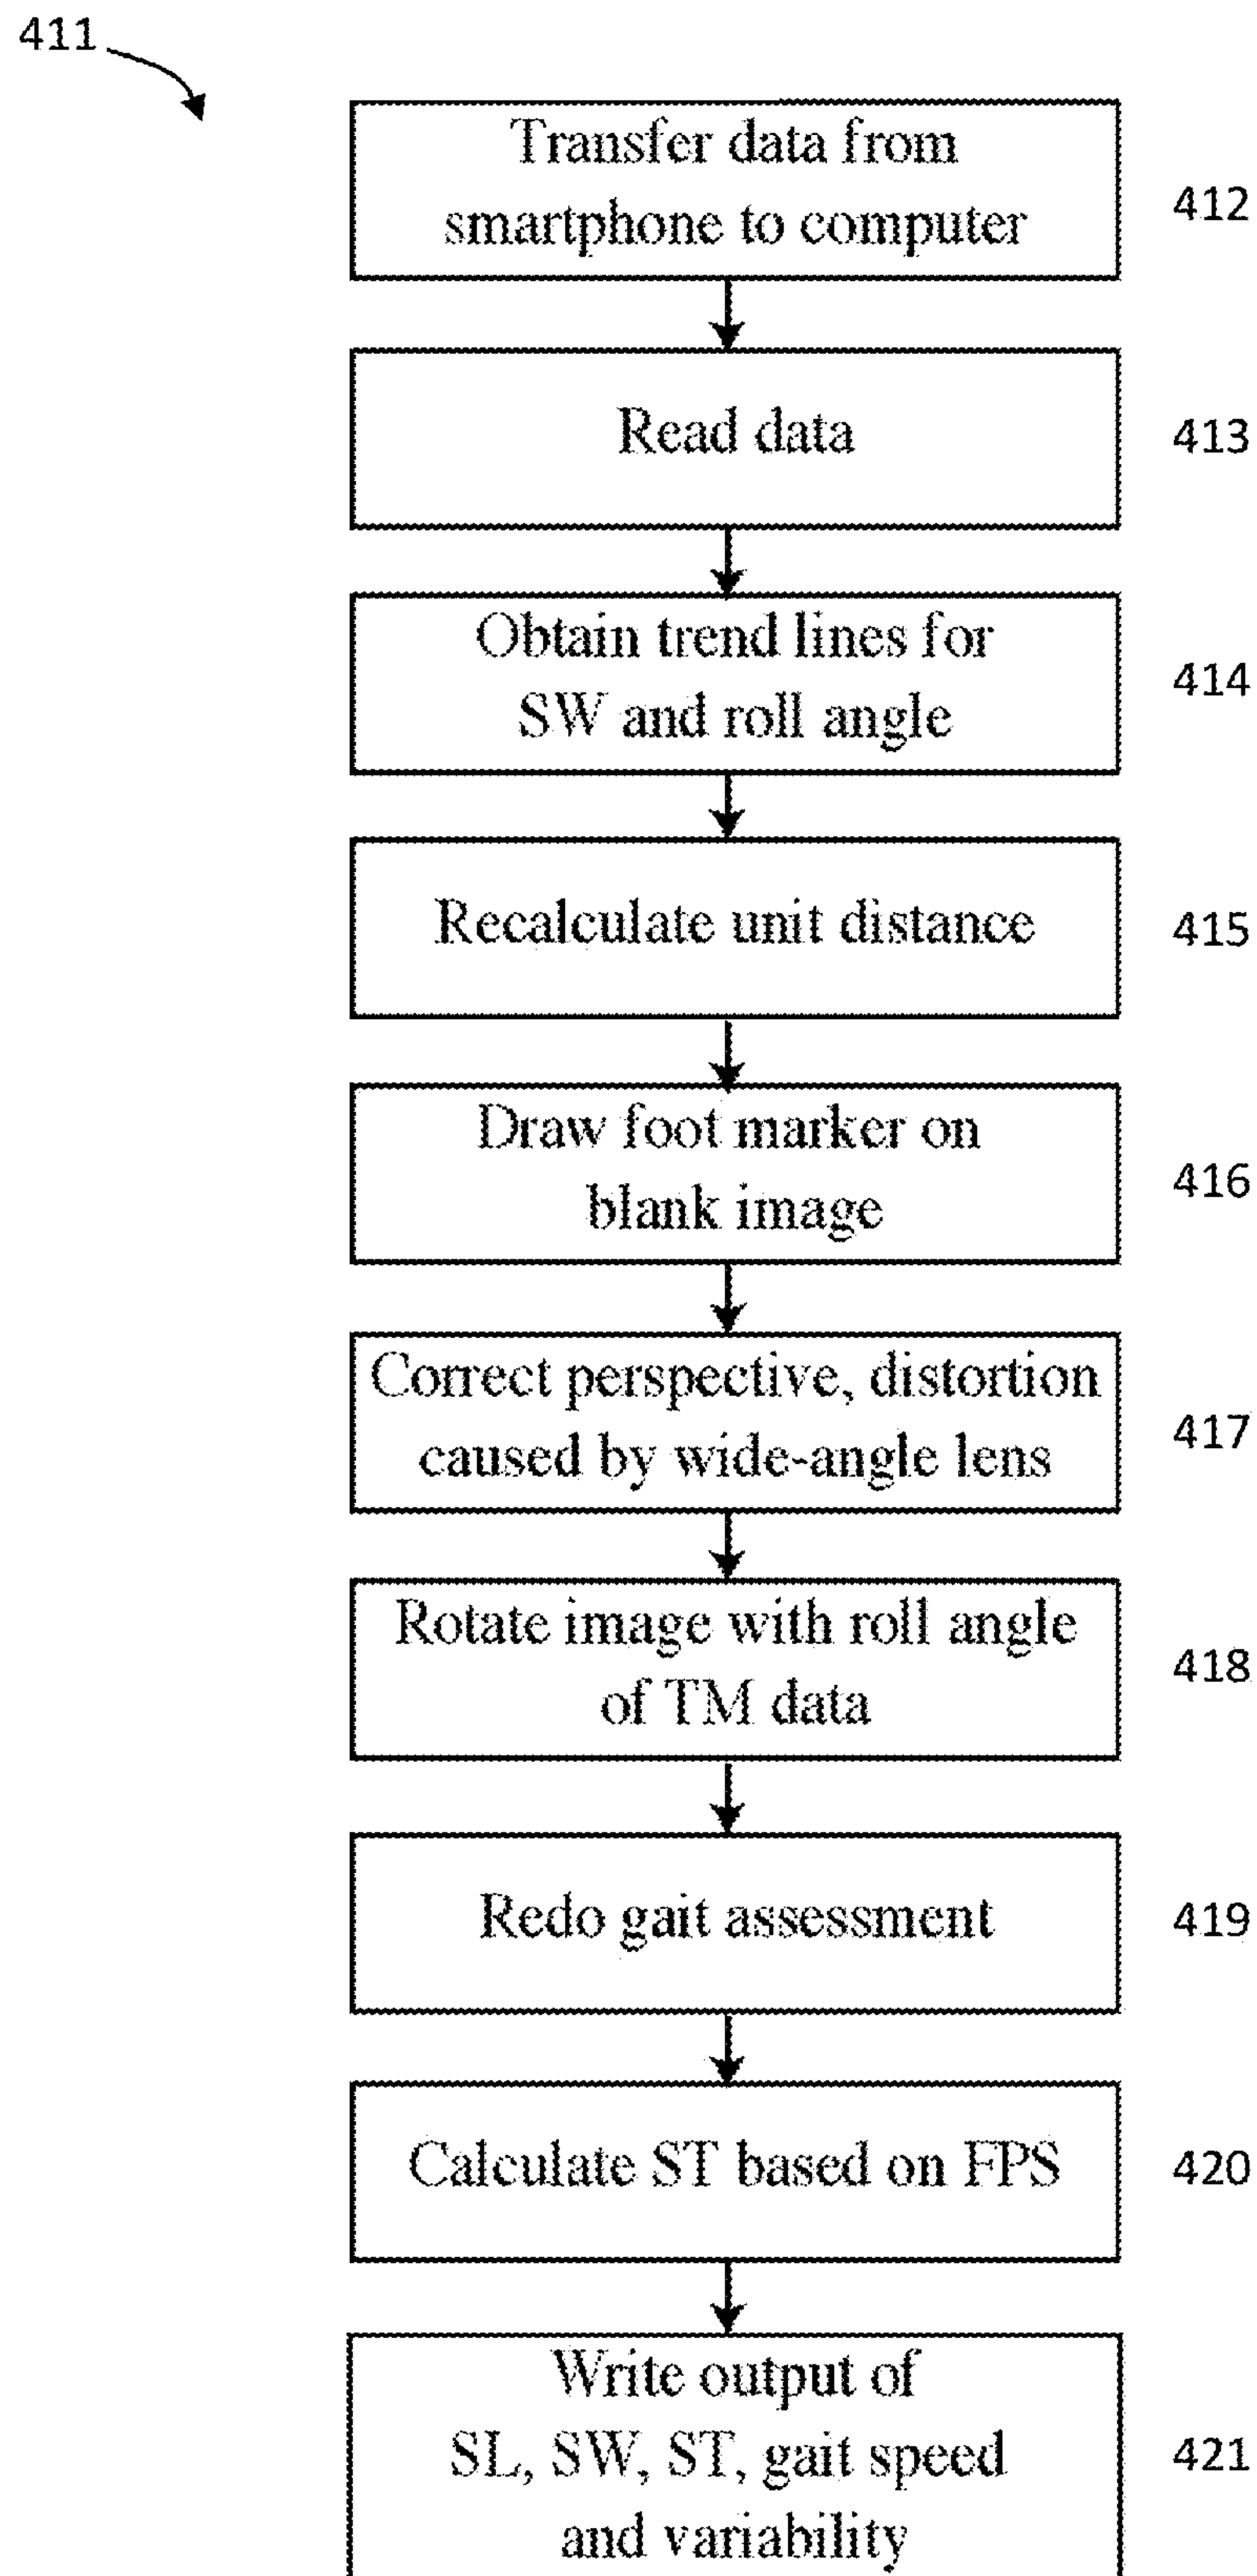 411
Transfer data from
smartphone to computer
412
Read data
413
Obtain trend lines for
SW and roll angle
414
Recalculate unit distance
415
Draw foot marker on
blank image
416
Correct perspective, distortion
caused by wide-angle lens
417
Rotate image with roll angle
of TM data
418
Redo gait assessment
419
Calculate ST based on FPS
420
Write output of
SL, SW, ST, gait speed
and variability
421